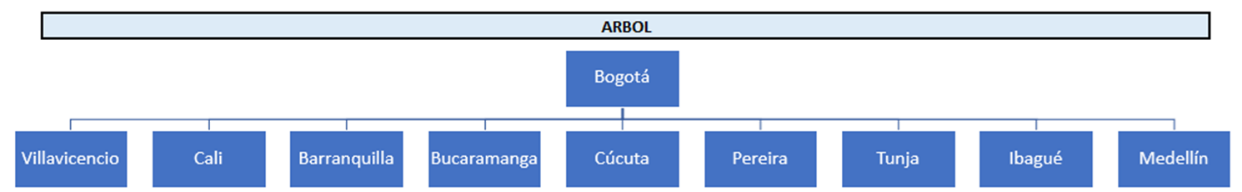 ARBOL
Bogotá
Villavicencio
Cali
Barranquilla
Bucaramanga
Cúcuta
Pereira
Tunja
Ibagué
Medellín